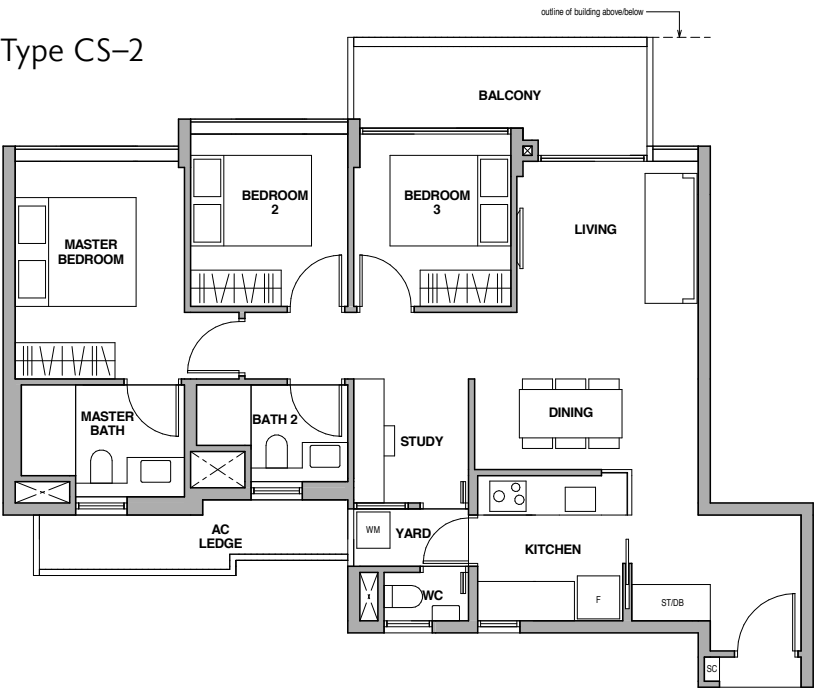 outline of building above/below
Type CS–2
BALCONY
BEDROOM
2
BEDROOM
3
LIVING
MASTER
BEDROOM
DINING
MASTER
BATH
BATH 2
STUDY
AC
LEDGE
WM
YARD
KITCHEN
WC
F
ST/DB
SC